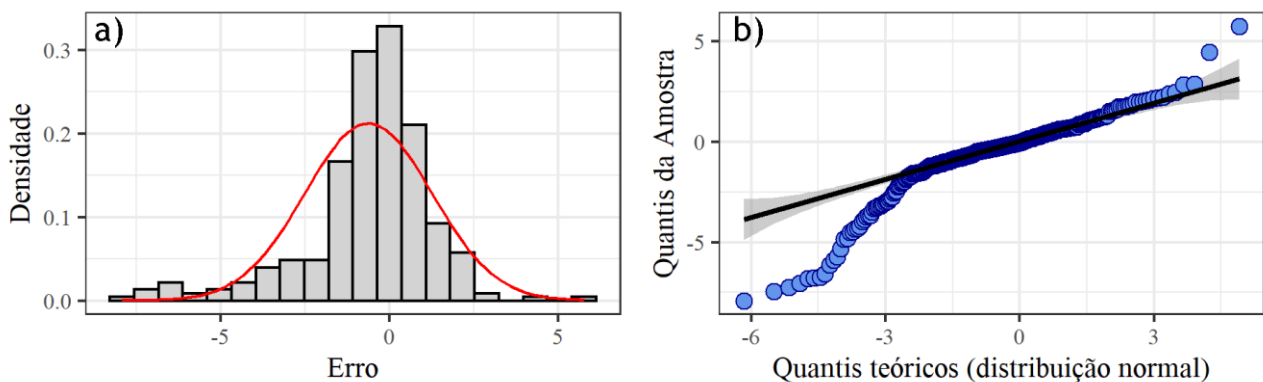 a)
Densidade
0.3
0.2
0.1
0.0
-5
0
5
Erro
b)
Quantis da Amostra
5
0
-5
-6
-3
0
3
Quantis teóricos (distribuição normal)